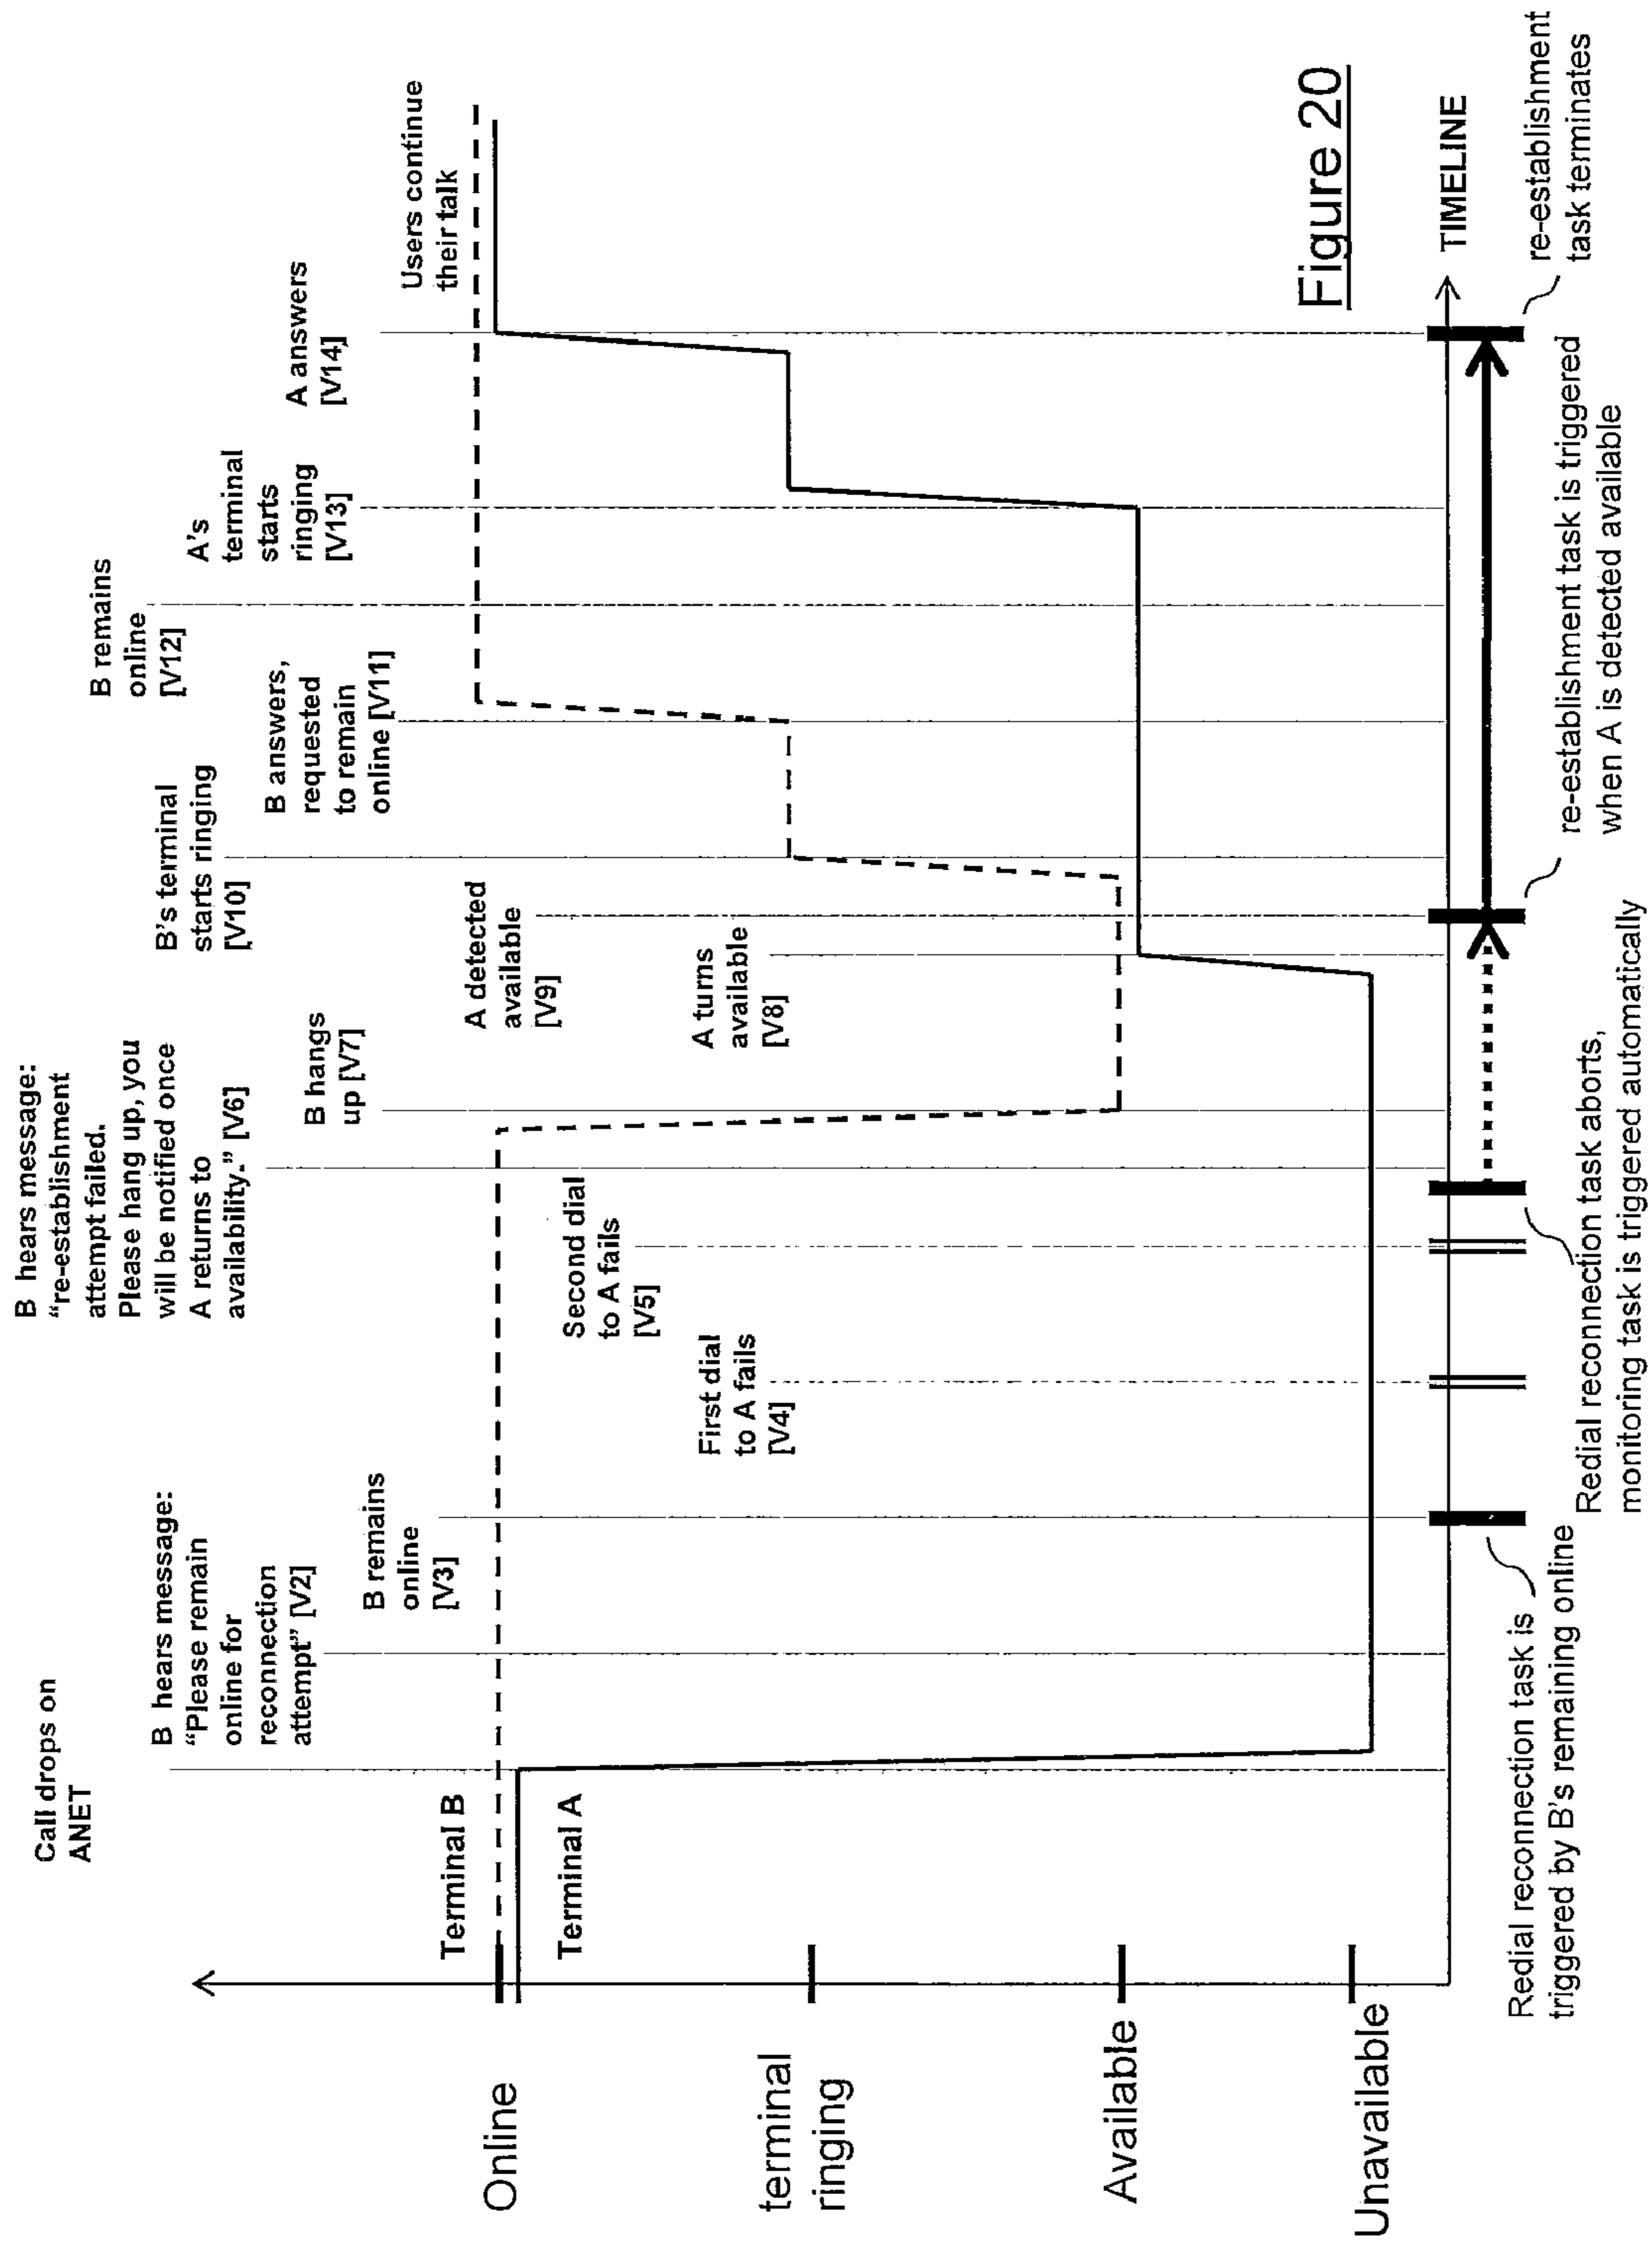 Call drops on
ANET
B hears message:
“Please remain
online for
reconnection
attempt” [V2]
B remains
online
[V3]
First dial
to A fails
[V4]
Second dial
to A fails
[V5]
B hears message:
“re-establishment
attempt failed.
Please hang up, you
will be notified once
A returns to
availability.” [V6]
B hangs
up [V7]
A turns
available
[V8]
A detected
available
[V9]
B's terminal
starts ringing
[V10]
B answers,
requested
to remain
online [V11]
B remains
online
[V12]
A's
terminal
starts
ringing
[V13]
A answers
[V14]
Users continue
their talk
Terminal B
Terminal A
Online
terminal
ringing
Available
Unavailable
Figure 20
TIMELINE
Redial reconnection task is
triggered by B's remaining online
Redial reconnection task aborts,
monitoring task is triggered automatically
re-establishment task is triggered
when A is detected available
re-establishment
task terminates